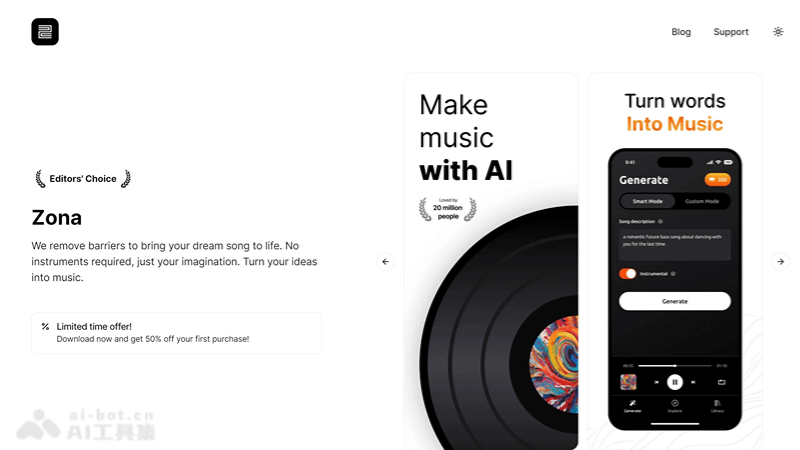 Blog
Support
Editors' Choice
Zona
We remove barriers to bring your dream song to life. No
instruments required, just your imagination. Turn your ideas
into music.
Limited time offer!
Download now and get 50% off your first purchase!
Make
music
with AI
Loved by
20 million
people
Turn words
Into Music
9:41
Generate
Smart Mode
Custom Mode
Song description
a romantic future bass song about dancing with
you for the last time
Instrumental
Generate
Generate
Explore
Library
ai-bot.cn
AI工具集